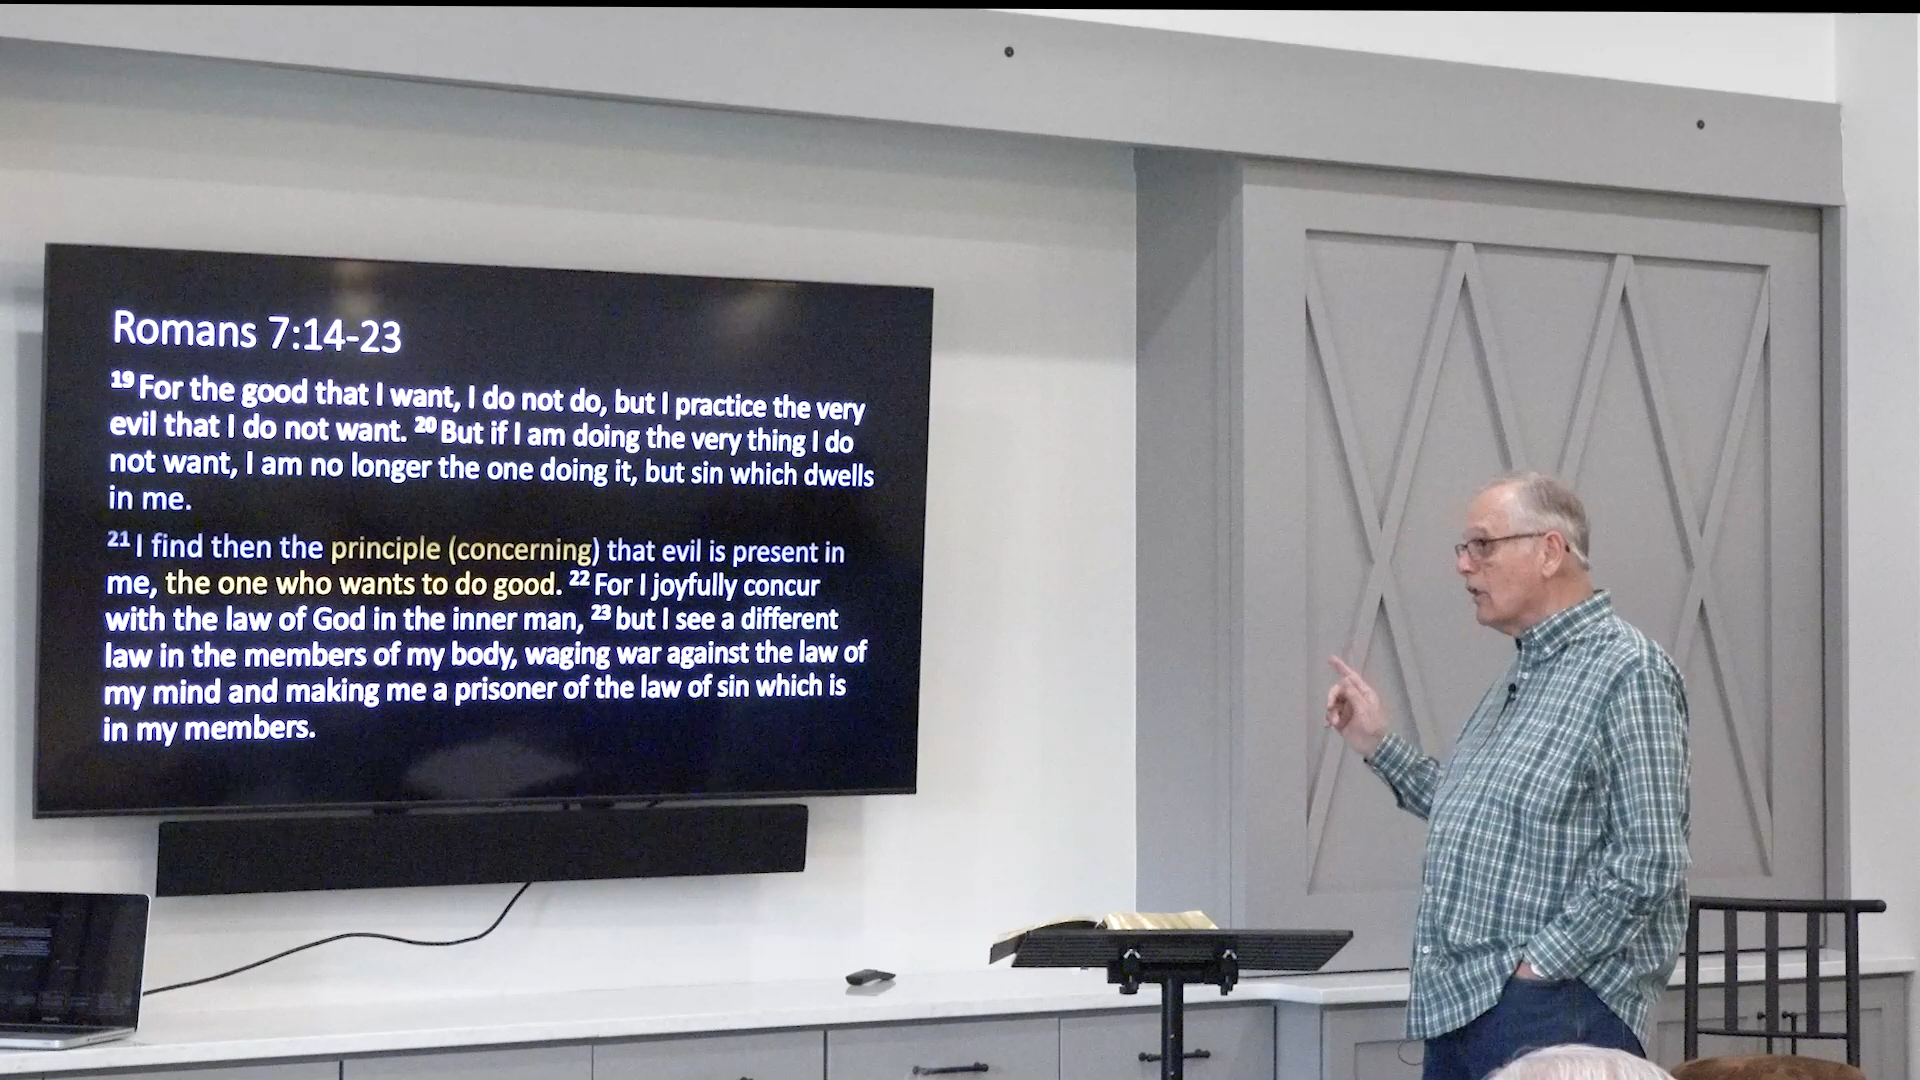 Romans 7:14-23
19 For the good that I want, I do not do, but I practice the very
evil that I do not want. 20 But if I am doing the very thing I do
not want, I am no longer the one doing it, but sin which dwells
in me.
21 I find then the principle (concerning) that evil is present in
me, the one who wants to do good. 22 For I joyfully concur
with the law of God in the inner man, 23 but I see a different
law in the members of my body, waging war against the law of
my mind and making me a prisoner of the law of sin which is
in my members.